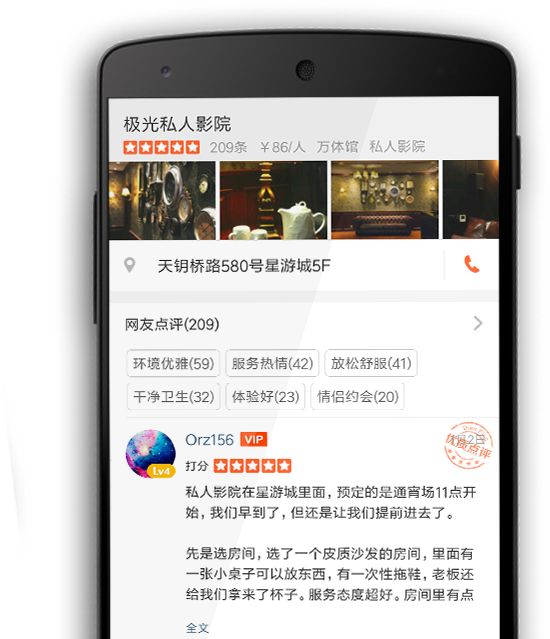 极光私人影院
209条 ￥86/人 万体馆 私人影院
天钥桥路580号星游城5F
网友点评(209)
环境优雅(59) 服务热情(42) 放松舒服(41)
干净卫生(32) 体验好(23) 情侣约会(20)
Orz156 VIP
Lv4
打分
优质点评
私人影院在星游城里面，预定的是通宵场11点开
始，我们早到了，但还是让我们提前进去了。
先是选房间，选了一个皮质沙发的房间，里面有
一张小桌子可以放东西，有一次性拖鞋，老板还
给我们拿来了杯子。服务态度超好。房间里有点
全文